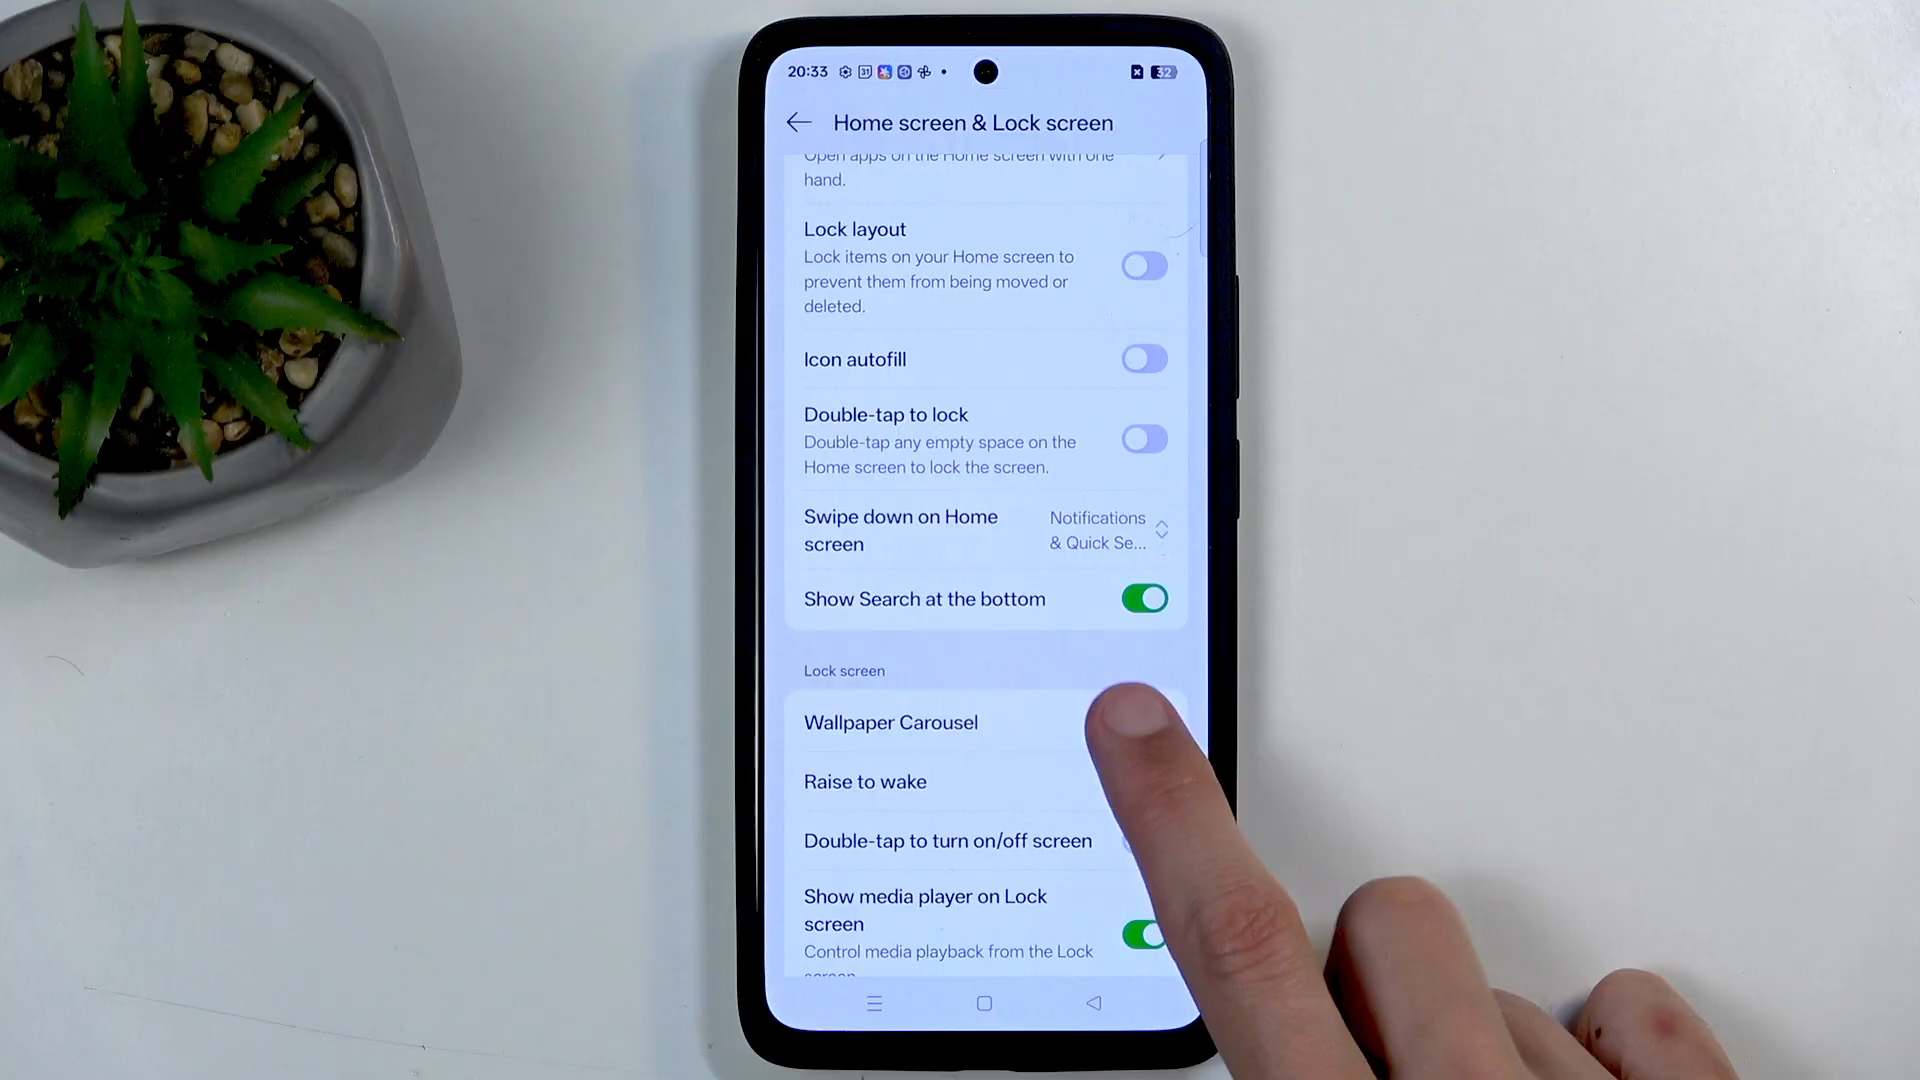 20:33
31
32
Home screen & Lock screen
Open apps on the Home screen with one
hand.
Lock layout
Lock items on your Home screen to
prevent them from being moved or
deleted.
Icon autofill
Double-tap to lock
Double-tap any empty space on the
Home screen to lock the screen.
Swipe down on Home
screen
Notifications
& Quick Se...
Show Search at the bottom
Lock screen
Wallpaper Carousel
Raise to wake
Double-tap to turn on/off screen
Show media player on Lock
screen
Control media playback from the Lock
screen